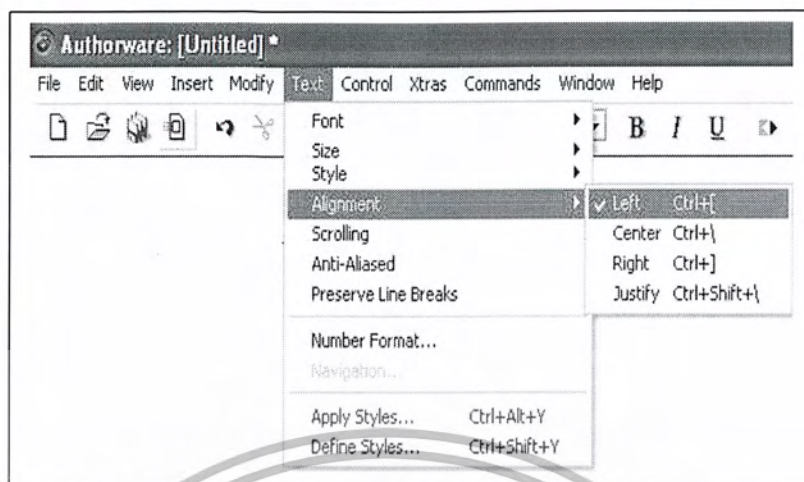 Authorware: [Untitled] *
File Edit View Insert Modify Text Control Xtras Commands Window Help
B I U
Font
Size
Style
Alignment
Left Ctrl+[
Center Ctrl+\
Right Ctrl+]
Justify Ctrl+Shift+\
Scrolling
Anti-Aliased
Preserve Line Breaks
Number Format...
Navigation...
Apply Styles... Ctrl+Alt+Y
Define Styles... Ctrl+Shift+Y